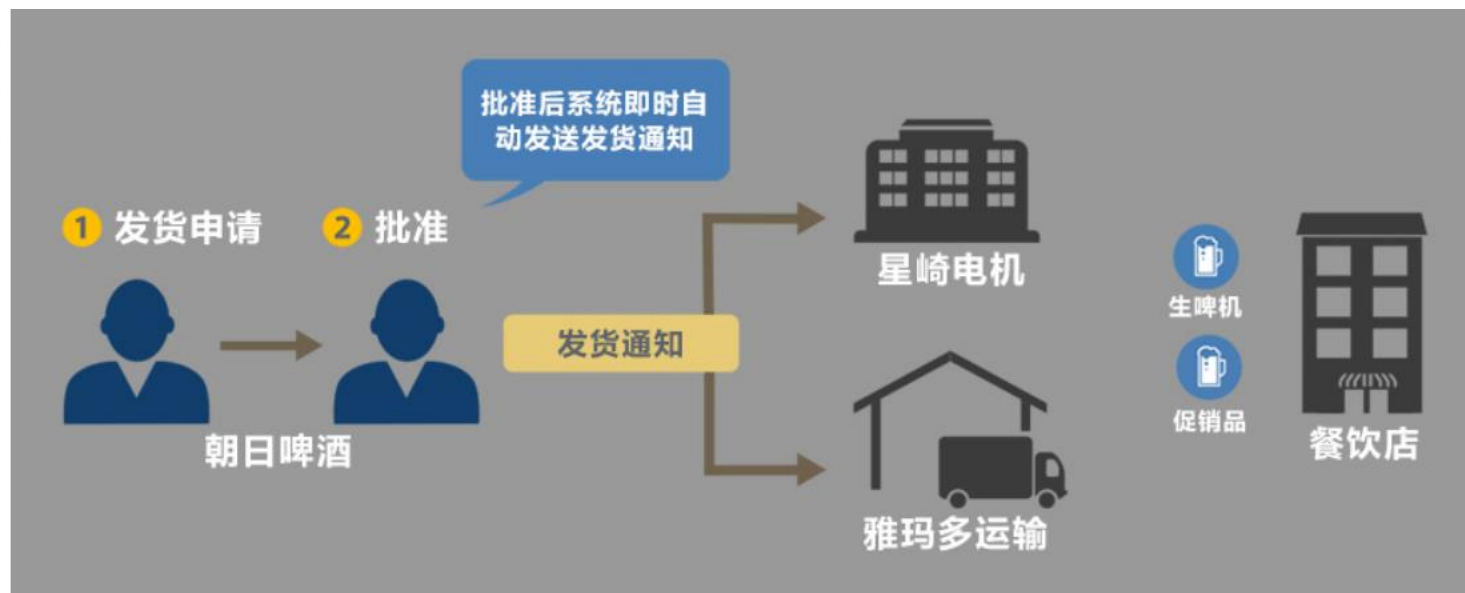 批准后系统即时自
动发送发货通知
1 发货申请
2 批准
朝日啤酒
发货通知
星崎电机
雅玛多运输
生啤机
促销品
餐饮店